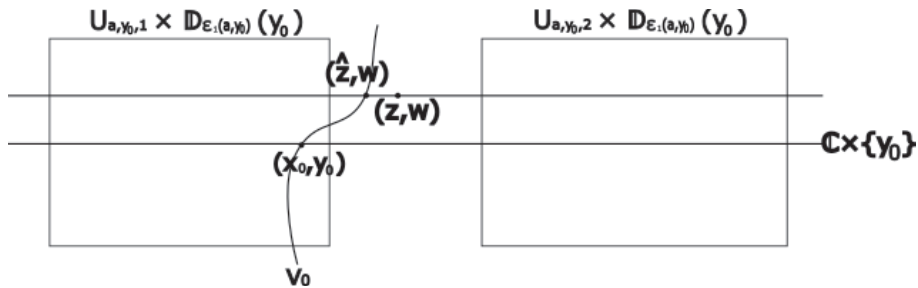 U_{a,y_0,1} × 𝔻_{ε_1(a,y_0)}(y_0) U_{a,y_0,2} × 𝔻_{ε_1(a,y_0)}(y_0)
(ẑ,w)
(z,w)
ℂ×{y_0}
(x_0,y_0)
V_0